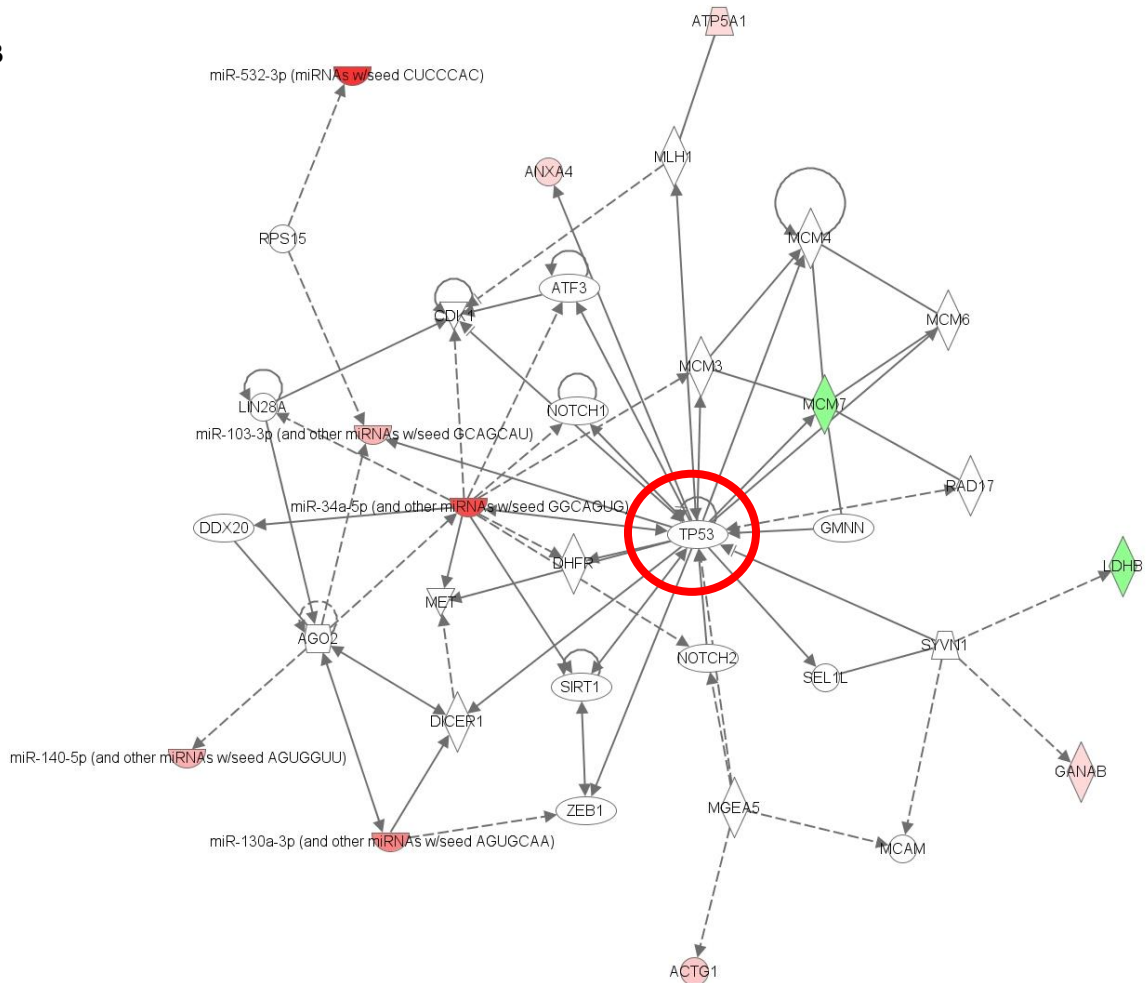 ATP5A1
B
miR-532-3p (miRNAs w/seed CUCCCAC)
MLH1
ANXA4
RPS15
MCM4
ATF3
CDK1
MCM6
MCM3
LIN28A
NOTCH1
MCM7
miR-103-3p (and other miRNAs w/seed GCAGCAU)
RAD17
miR-34a-5p (and other miRNAs w/seed GGCAGUG)
DDX20
TP53
GMNN
DHFR
LDHB
MET
AGO2
SYVN1
NOTCH2
SEL1L
SIRT1
DICER1
miR-140-5p (and other miRNAs w/seed AGUGGUU)
GANAB
ZEB1
MGEA5
miR-130a-3p (and other miRNAs w/seed AGUGCAA)
MCAM
ACTG1